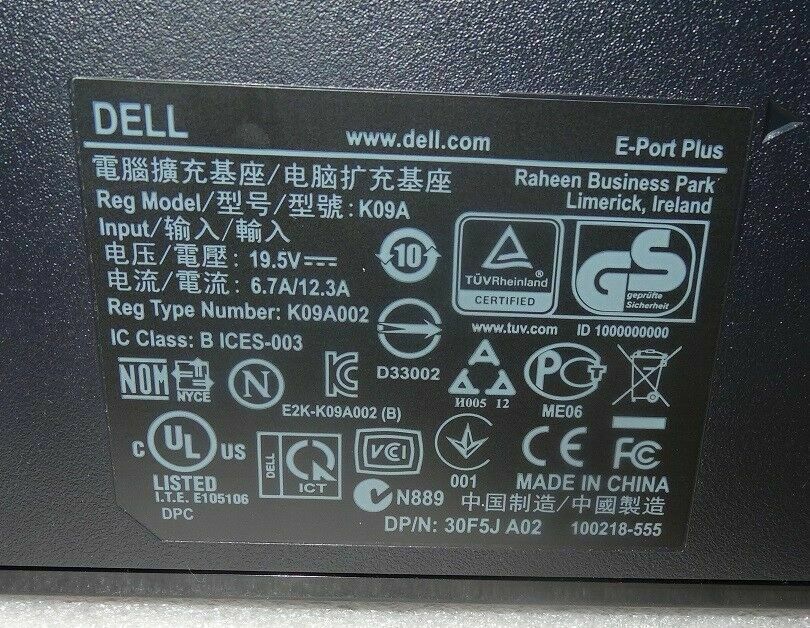 DELL
www.dell.com
E-Port Plus
電腦擴充基座/电脑扩充基座
Raheen Business Park
Limerick, Ireland
Reg Model/型号/型號: K09A
Input/输入/輸入
电压/電壓: 19.5V
电流/電流: 6.7A/12.3A
Reg Type Number: K09A002
IC Class: B ICES-003
10
TÜVRheinland
CERTIFIED
www.tuv.com
GS
geprüfte
Sicherheit
ID 1000000000
D33002
NOM
NYCE
N
E2K-K09A002 (B)
И005 12
ME06
C UL US
LISTED
I.T.E. E105106
DPC
DELL
ICT
VCI
001
N889
CE FC
MADE IN CHINA
中国制造/中國製造
DP/N: 30F5J A02
100218-555